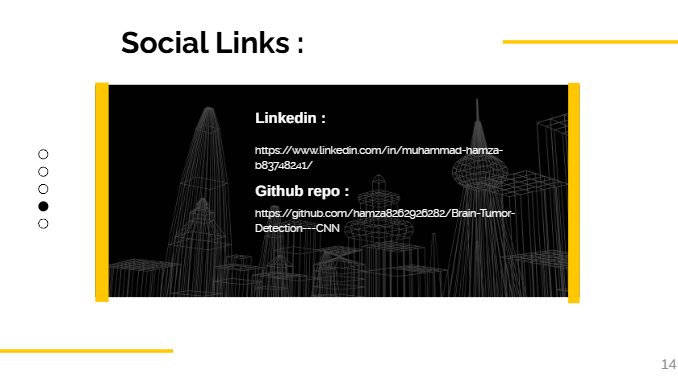 Social Links :
Linkedin :
https://www.linkedin.com/in/muhammad-hamza-
b83748241/
Github repo :
https://github.com/hamza8262926282/Brain-Tumor-
Detection---CNN
14